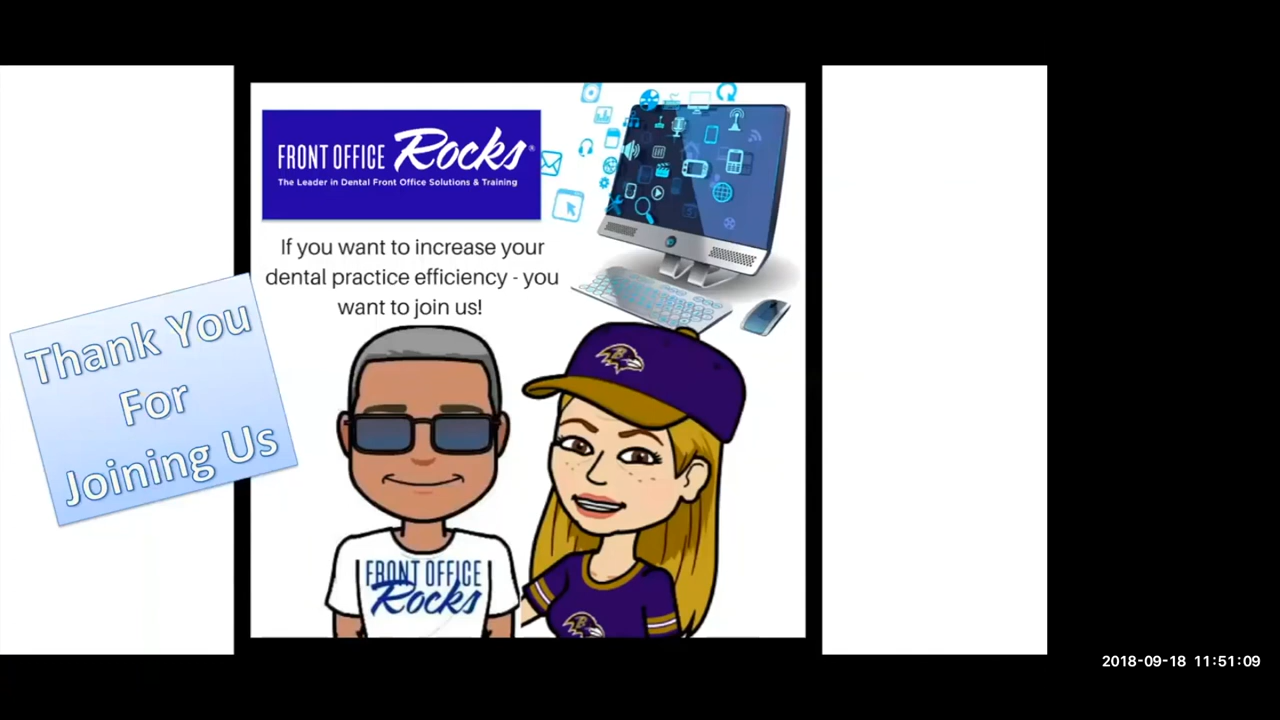 FRONT OFFICE Rocks®
The Leader in Dental Front Office Solutions & Training
If you want to increase your
dental practice efficiency - you
want to join us!
Thank You
For
Joining Us
B
FRONT OFFICE
Rocks
B
2018-09-18 11:51:09